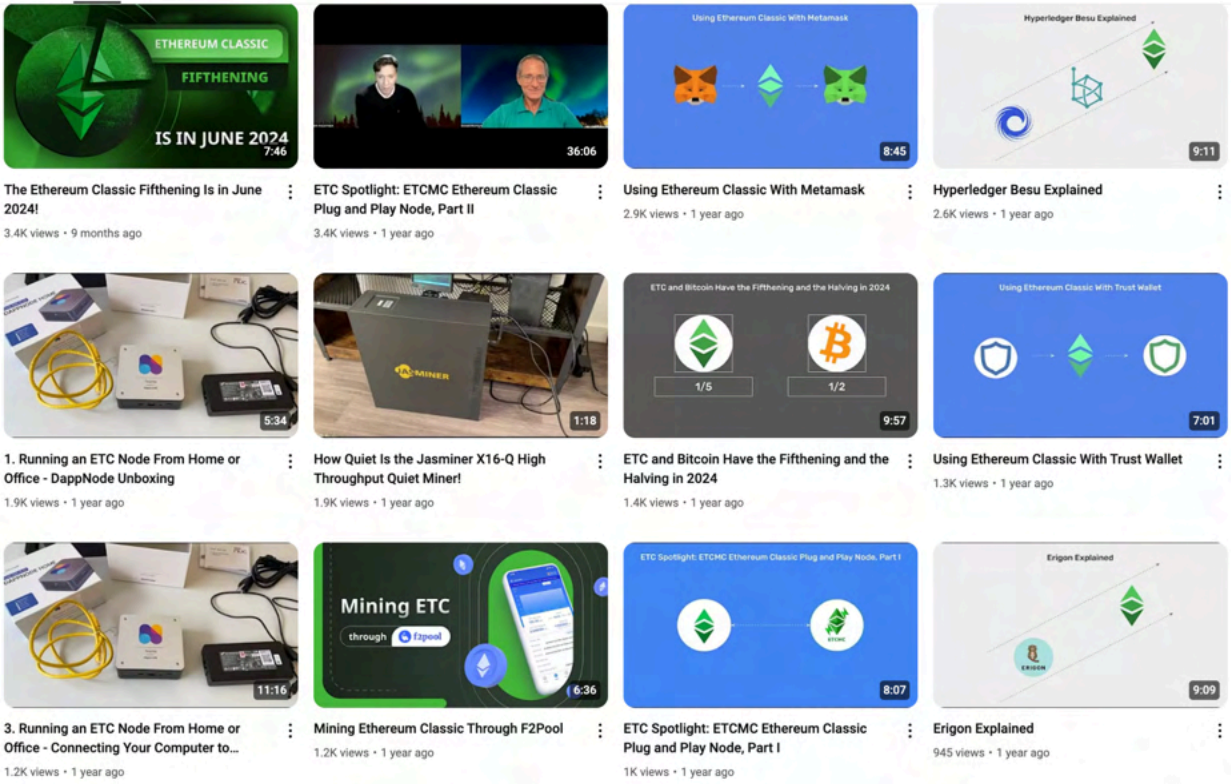 ETHEREUM CLASSIC
FIFTHENING
IS IN JUNE 2024
7:46
The Ethereum Classic Fifthening Is in June
2024!
3.4K views • 9 months ago
36:06
ETC Spotlight: ETCMC Ethereum Classic
Plug and Play Node, Part II
3.4K views • 1 year ago
Using Ethereum Classic With Metamask
8:45
Using Ethereum Classic With Metamask
2.9K views • 1 year ago
Hyperledger Besu Explained
9:11
Hyperledger Besu Explained
2.6K views • 1 year ago
DAPPNODE HOME
5:34
1. Running an ETC Node From Home or
Office - DappNode Unboxing
1.9K views • 1 year ago
JASMINER
1:18
How Quiet Is the Jasminer X16-Q High
Throughput Quiet Miner!
1.9K views • 1 year ago
ETC and Bitcoin Have the Fifthening and the Halving in 2024
1/5
1/2
9:57
ETC and Bitcoin Have the Fifthening and the
Halving in 2024
1.4K views • 1 year ago
Using Ethereum Classic With Trust Wallet
7:01
Using Ethereum Classic With Trust Wallet
1.3K views • 1 year ago
DAPPNODE HOME
11:16
3. Running an ETC Node From Home or
Office - Connecting Your Computer to...
1.2K views • 1 year ago
Mining ETC
through f2pool
6:36
Mining Ethereum Classic Through F2Pool
1.2K views • 1 year ago
ETC Spotlight: ETCMC Ethereum Classic Plug and Play Node, Part I
ETCMC
8:07
ETC Spotlight: ETCMC Ethereum Classic
Plug and Play Node, Part I
1K views • 1 year ago
Erigon Explained
ERIGON
9:09
Erigon Explained
945 views • 1 year ago